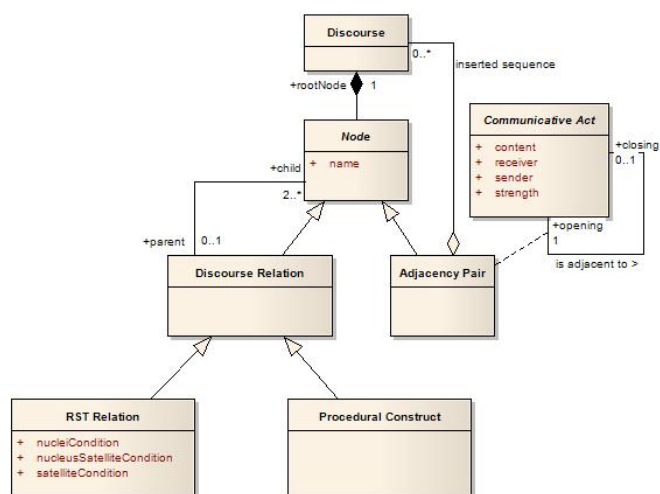 Discourse
0..*
inserted sequence
+rootNode 1
Node
+ name
+child
2..*
Communicative Act
+ content
+ receiver
+ sender
+ strength
+closing
0..1
+opening
1
is adjacent to >
+parent 0..1
Discourse Relation
Adjacency Pair
RST Relation
+ nucleiCondition
+ nucleusSatelliteCondition
+ satelliteCondition
Procedural Construct